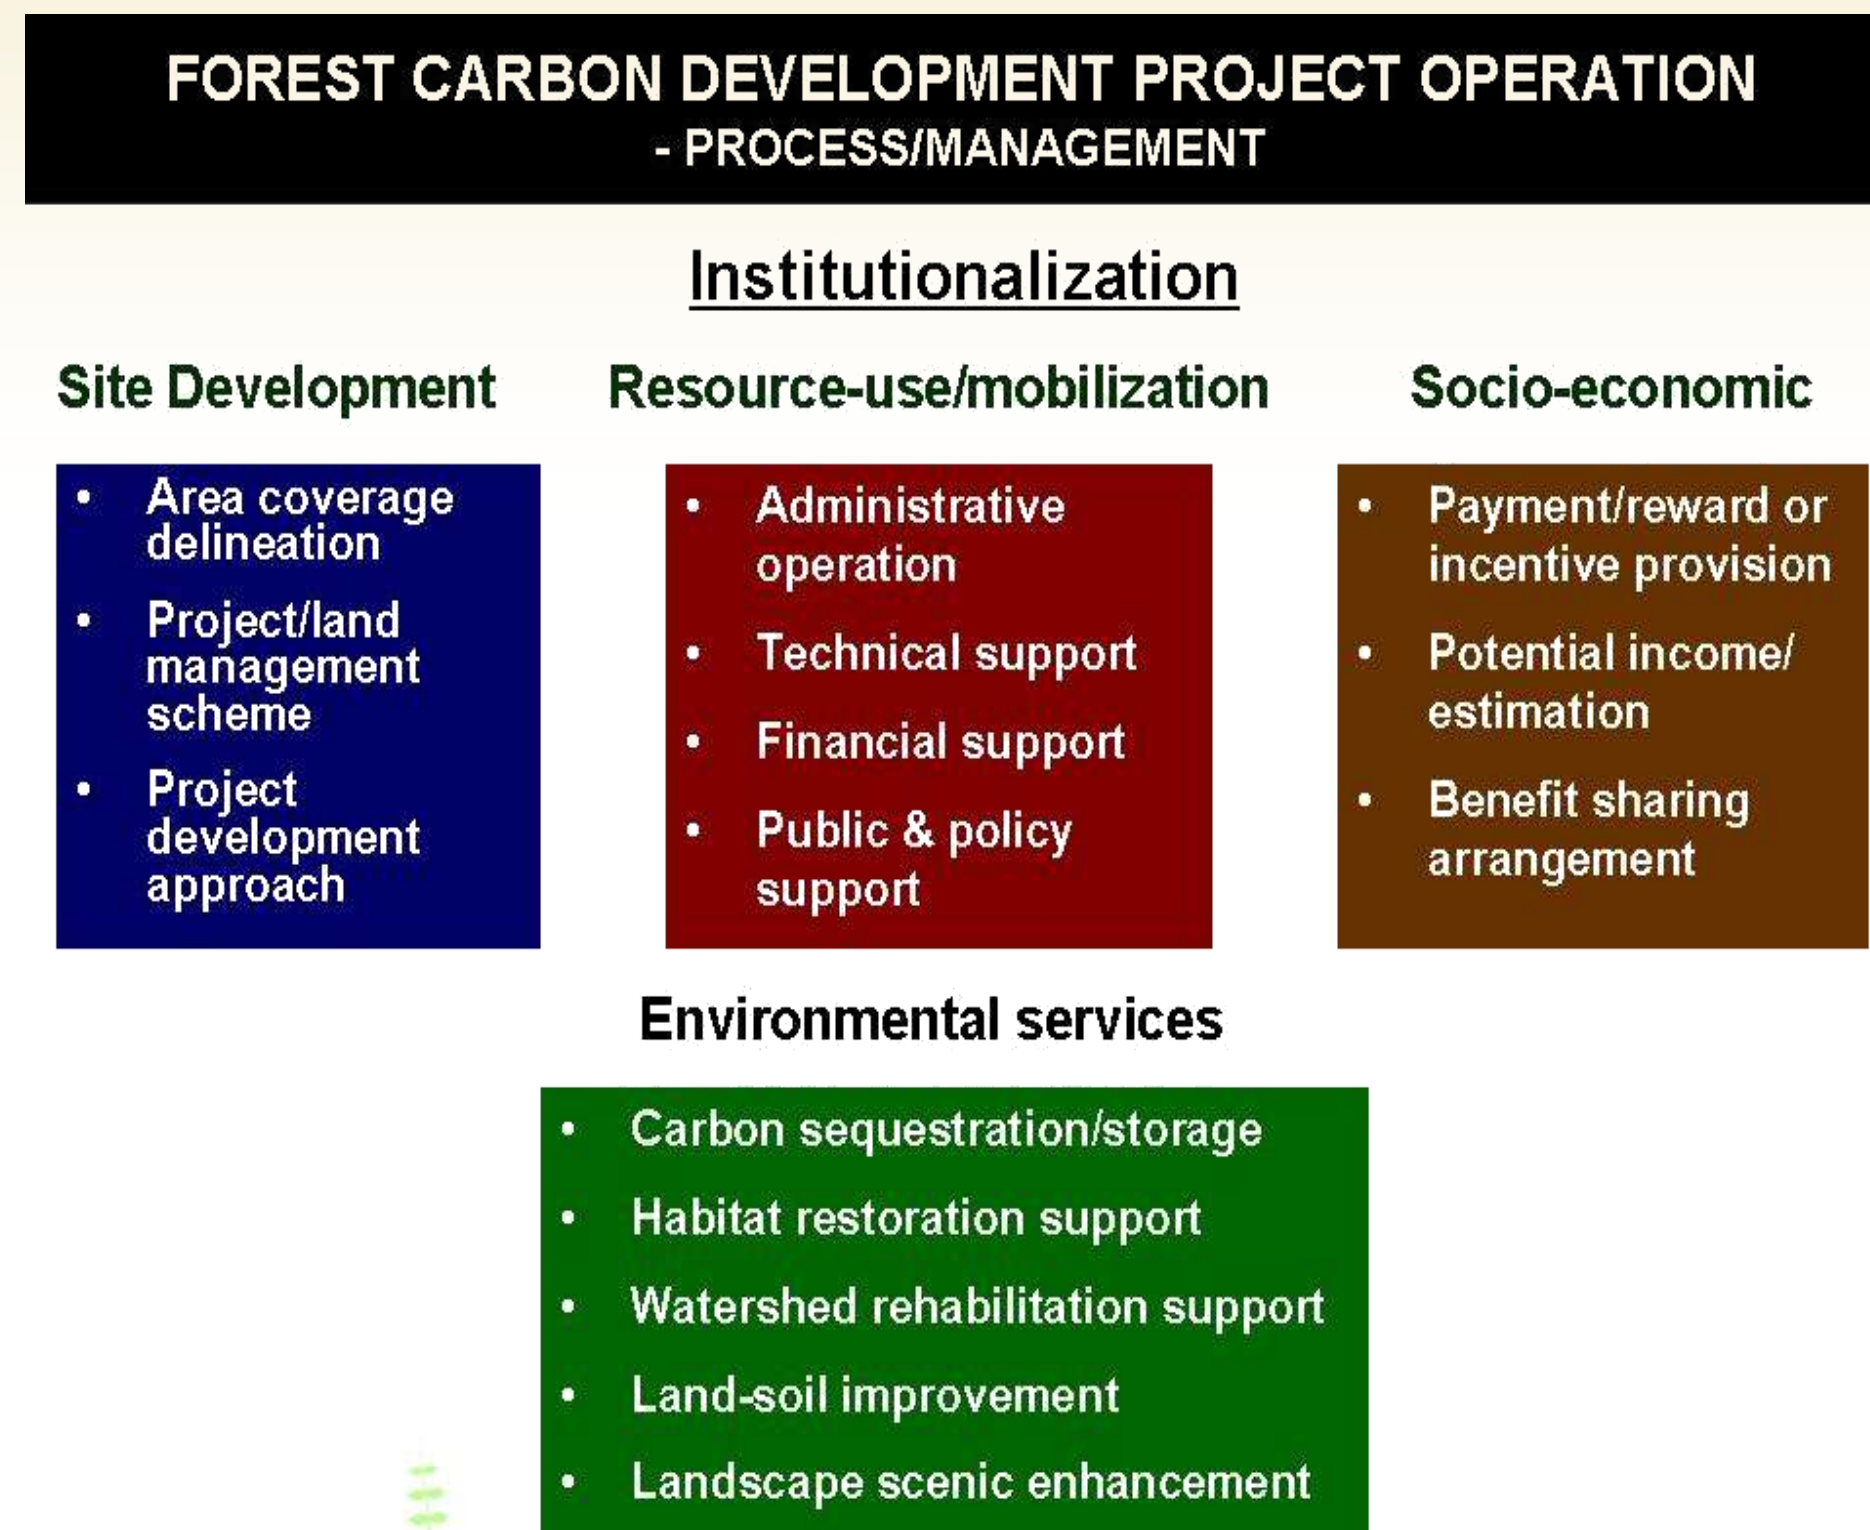 FOREST CARBON DEVELOPMENT PROJECT OPERATION
- PROCESS/MANAGEMENT
Institutionalization
Site Development
• Area coverage
delineation
• Project/land
management
scheme
• Project
development
approach
Resource-use/mobilization
• Administrative
operation
• Technical support
• Financial support
• Public & policy
support
Socio-economic
• Payment/reward or
incentive provision
• Potential income/
estimation
• Benefit sharing
arrangement
Environmental services
• Carbon sequestration/storage
• Habitat restoration support
• Watershed rehabilitation support
• Land-soil improvement
• Landscape scenic enhancement